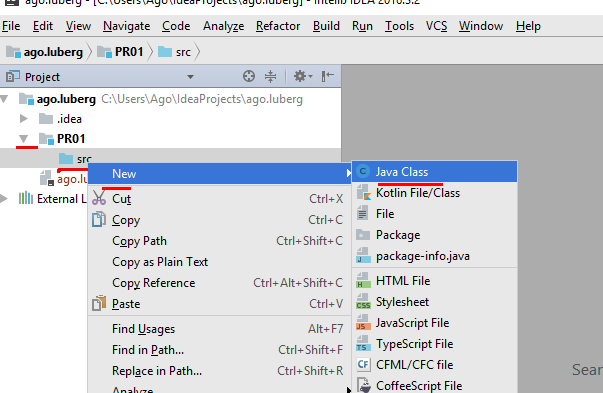 ago.luberg - [C:\Users\Ago\IdeaProjects\ago.luberg] - IntelliJ IDEA 2016.3.2
File Edit View Navigate Code Analyze Refactor Build Run Tools VCS Window Help
ago.luberg PR01 src
Project
ago.luberg C:\Users\Ago\IdeaProjects\ago.luberg
.idea
PR01
src
ago.lu
External L
New
Cut Ctrl+X
Copy Ctrl+C
Copy Path Ctrl+Shift+C
Copy as Plain Text
Copy Reference Ctrl+Alt+Shift+C
Paste Ctrl+V
Find Usages Alt+F7
Find in Path... Ctrl+Shift+F
Replace in Path... Ctrl+Shift+R
Analyze
Java Class
Kotlin File/Class
File
Package
package-info.java
HTML File
Stylesheet
JavaScript File
TypeScript File
CFML/CFC file
CoffeeScript File
Sear